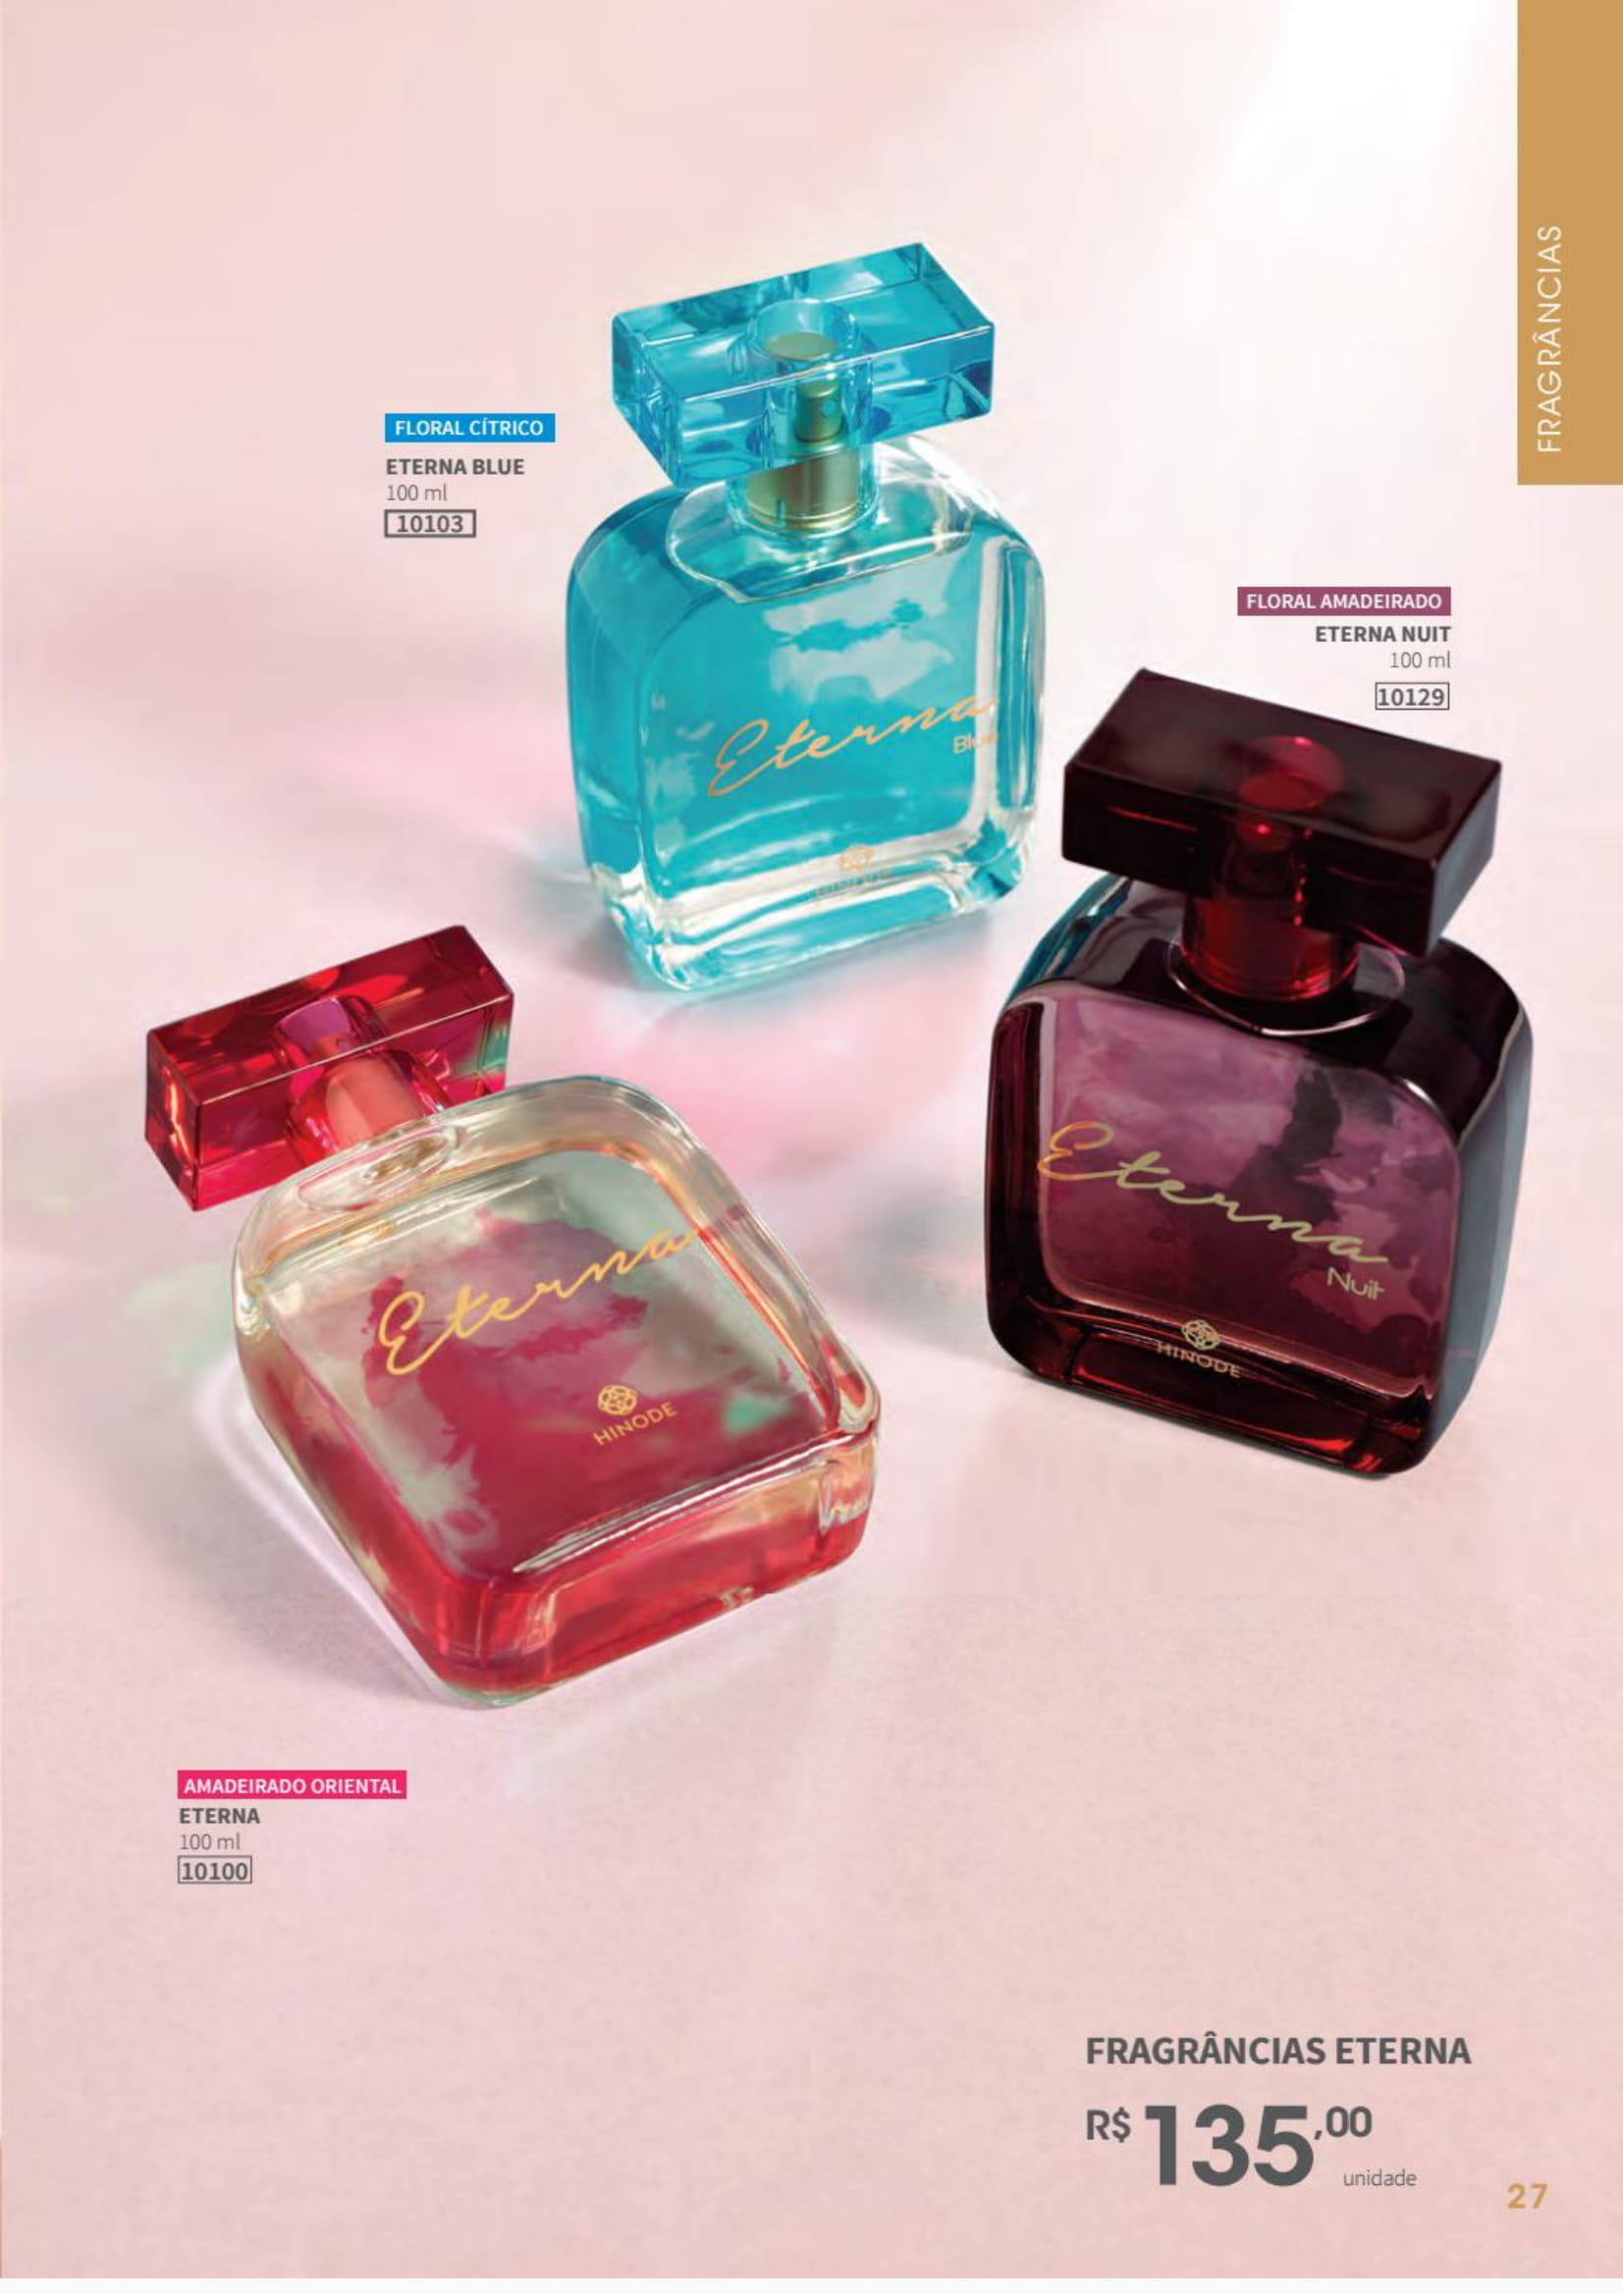 FRAGRÂNCIAS
FLORAL CÍTRICO
ETERNA BLUE
100 ml
10103
FLORAL AMADEIRADO
ETERNA NUIT
100 ml
10129
Eterna
Blue
HINODE
Eterna
Nuit
HINODE
Eterna
HINODE
AMADEIRADO ORIENTAL
ETERNA
100 ml
10100
FRAGRÂNCIAS ETERNA
R$ 135,00
unidade
27